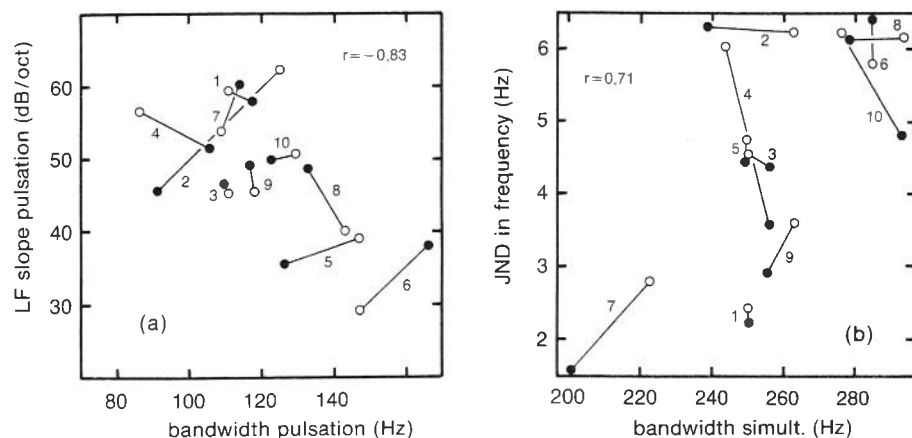 LF slope pulsation (dB/oct)
60
50
40
30
r=−0,83
1
7
4
2
3
9
10
8
5
6
(a)
80 100 120 140
bandwidth pulsation (Hz)
JND in frequency (Hz)
6
5
4
3
2
r=0,71
2
8
6
4
10
5
3
9
7
1
(b)
200 220 240 260 280
bandwidth simult. (Hz)